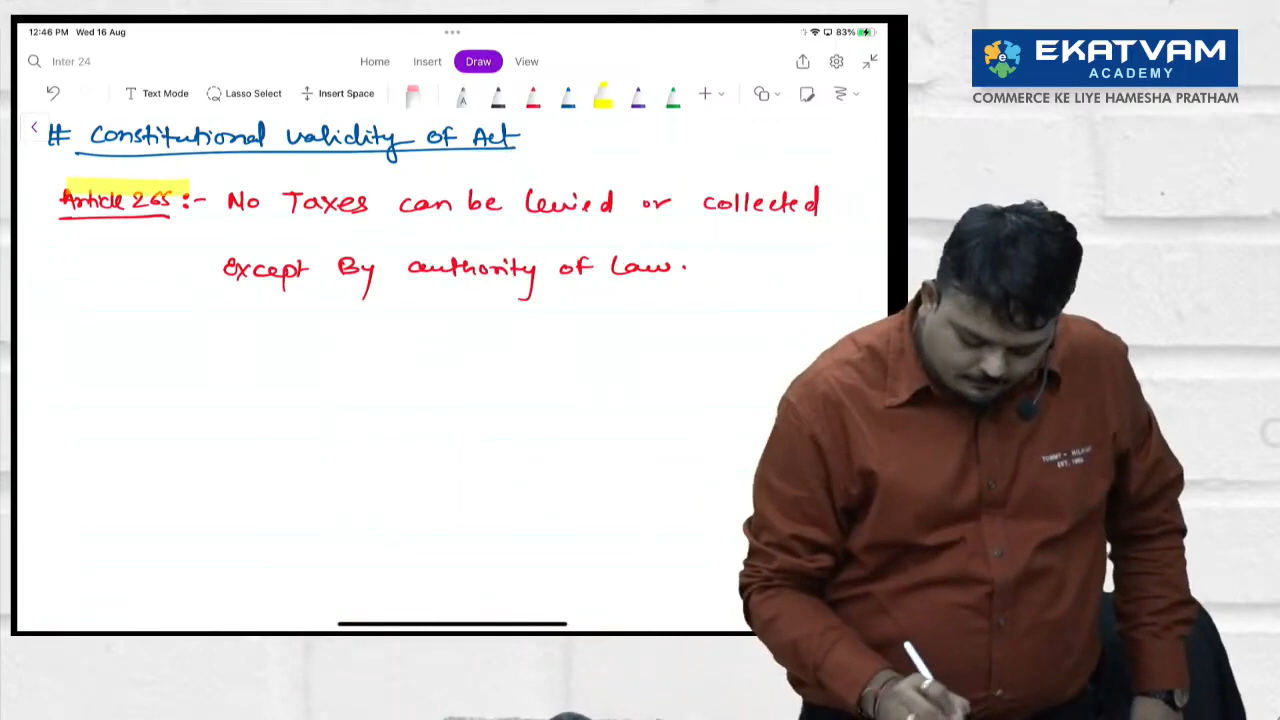 12:46 PM Wed 16 Aug
83%
Inter 24
Home Insert Draw View
Text Mode Lasso Select Insert Space
# Constitutional validity of Act
Article 265 :- No Taxes can be levied or collected
Except By authority of law.
EKATVAM
ACADEMY
COMMERCE KE LIYE HAMESHA PRATHAM